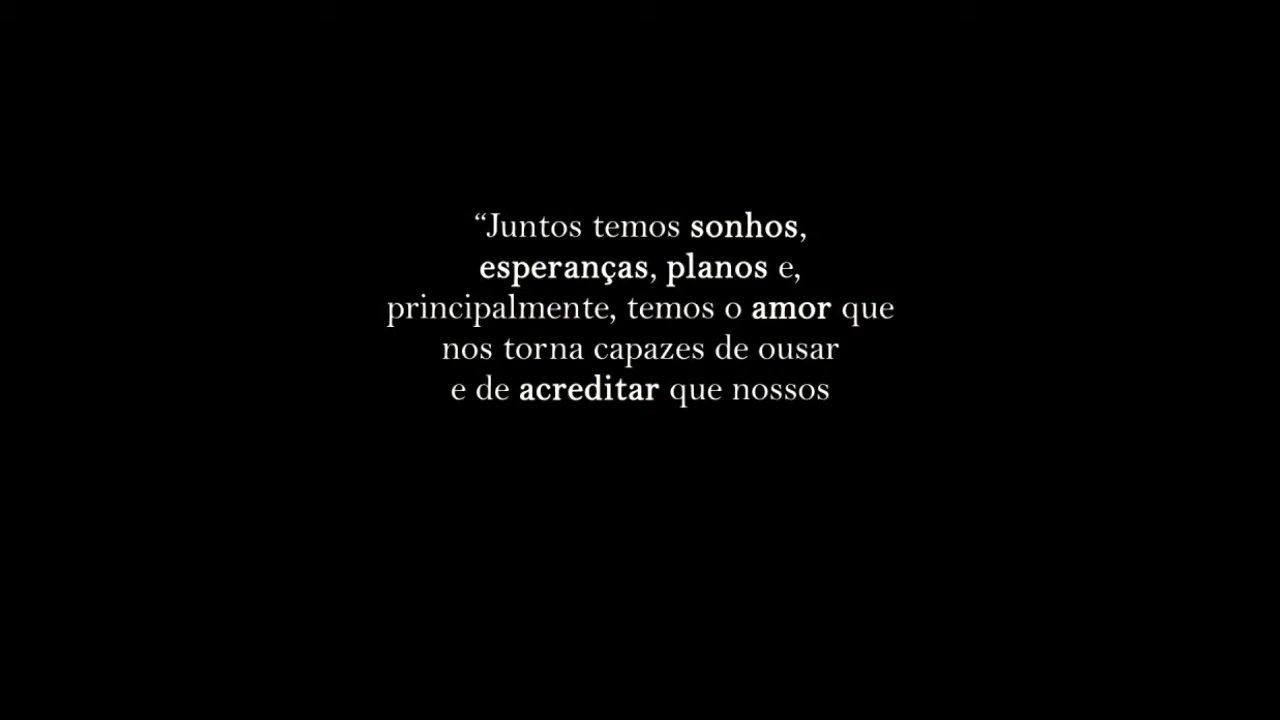 “Juntos temos sonhos,
esperanças, planos e,
principalmente, temos o amor que
nos torna capazes de ousar
e de acreditar que nossos